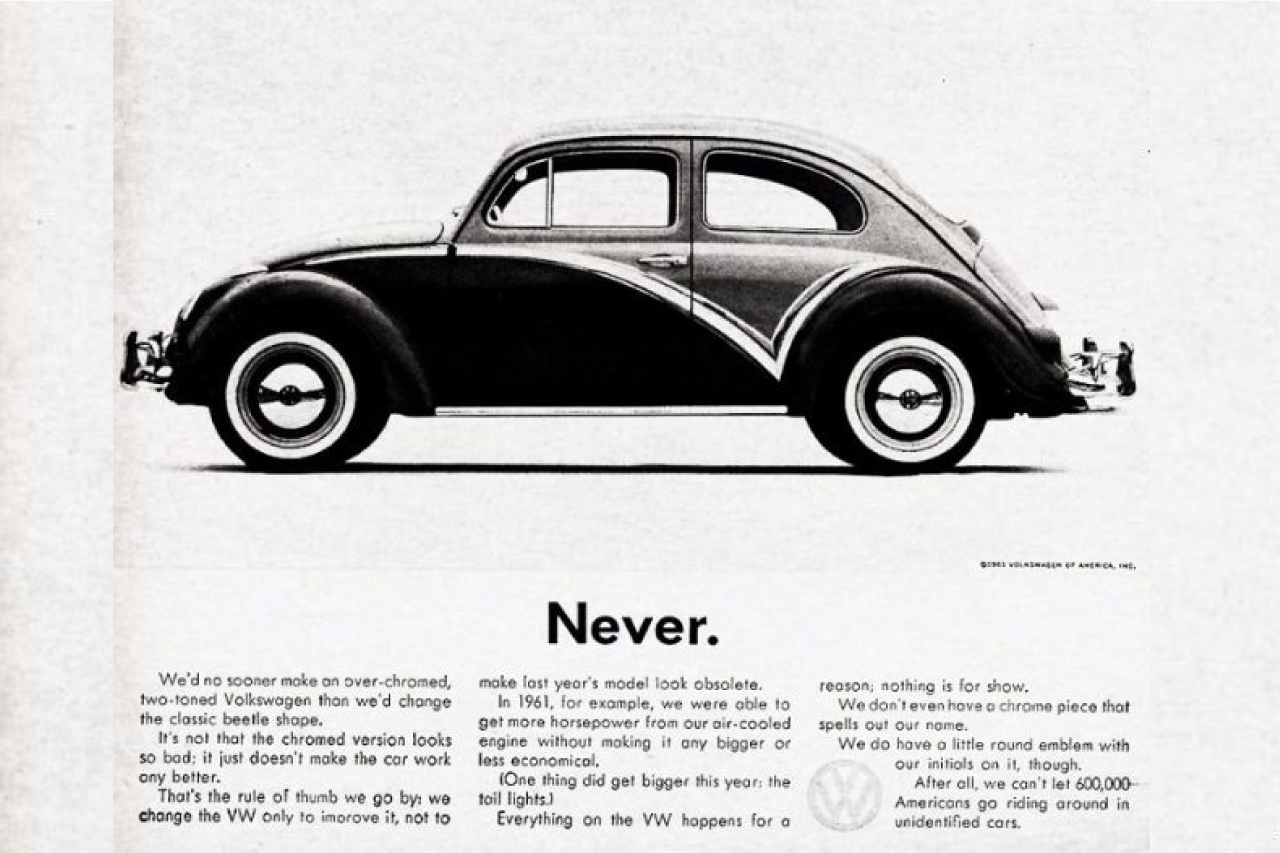 VOLKSWAGEN OF AMERICA, INC.
Never.
We'd no sooner make an over-chromed,
two-toned Volkswagen than we'd change
the classic beetle shape.
It's not that the chromed version looks
so bad; it just doesn't make the car work
any better.
That's the rule of thumb we go by: we
change the VW only to improve it, not to
make last year's model look obsolete.
In 1961, for example, we were able to
get more horsepower from our air-cooled
engine without making it any bigger or
less economical.
(One thing did get bigger this year: the
tail lights.)
Everything on the VW happens for a
reason; nothing is for show.
We don't even have a chrome piece that
spells out our name.
We do have a little round emblem with
our initials on it, though.
After all, we can't let 600,000
Americans go riding around in
unidentified cars.
VW